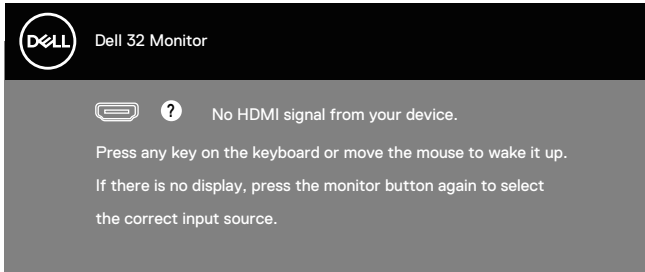 DELL
Dell 32 Monitor
? No HDMI signal from your device.
Press any key on the keyboard or move the mouse to wake it up.
If there is no display, press the monitor button again to select
the correct input source.